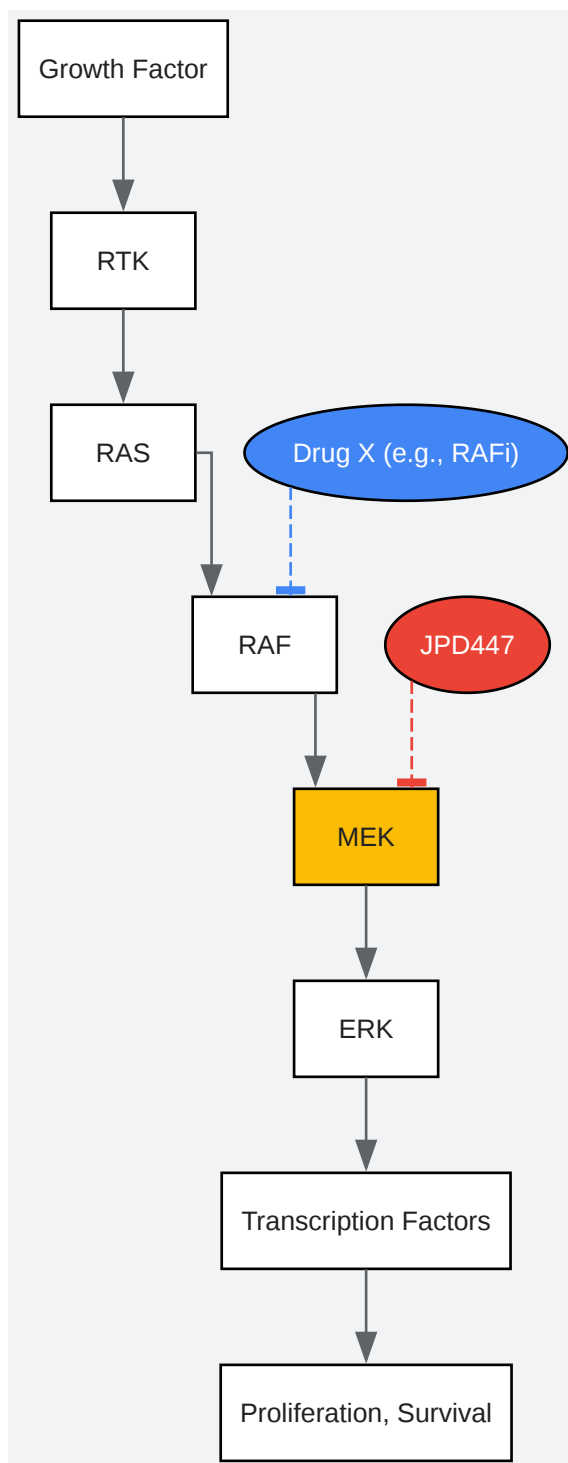 Growth Factor
RTK
RAS
Drug X (e.g., RAFi)
RAF
JPD447
MEK
ERK
Transcription Factors
Proliferation, Survival